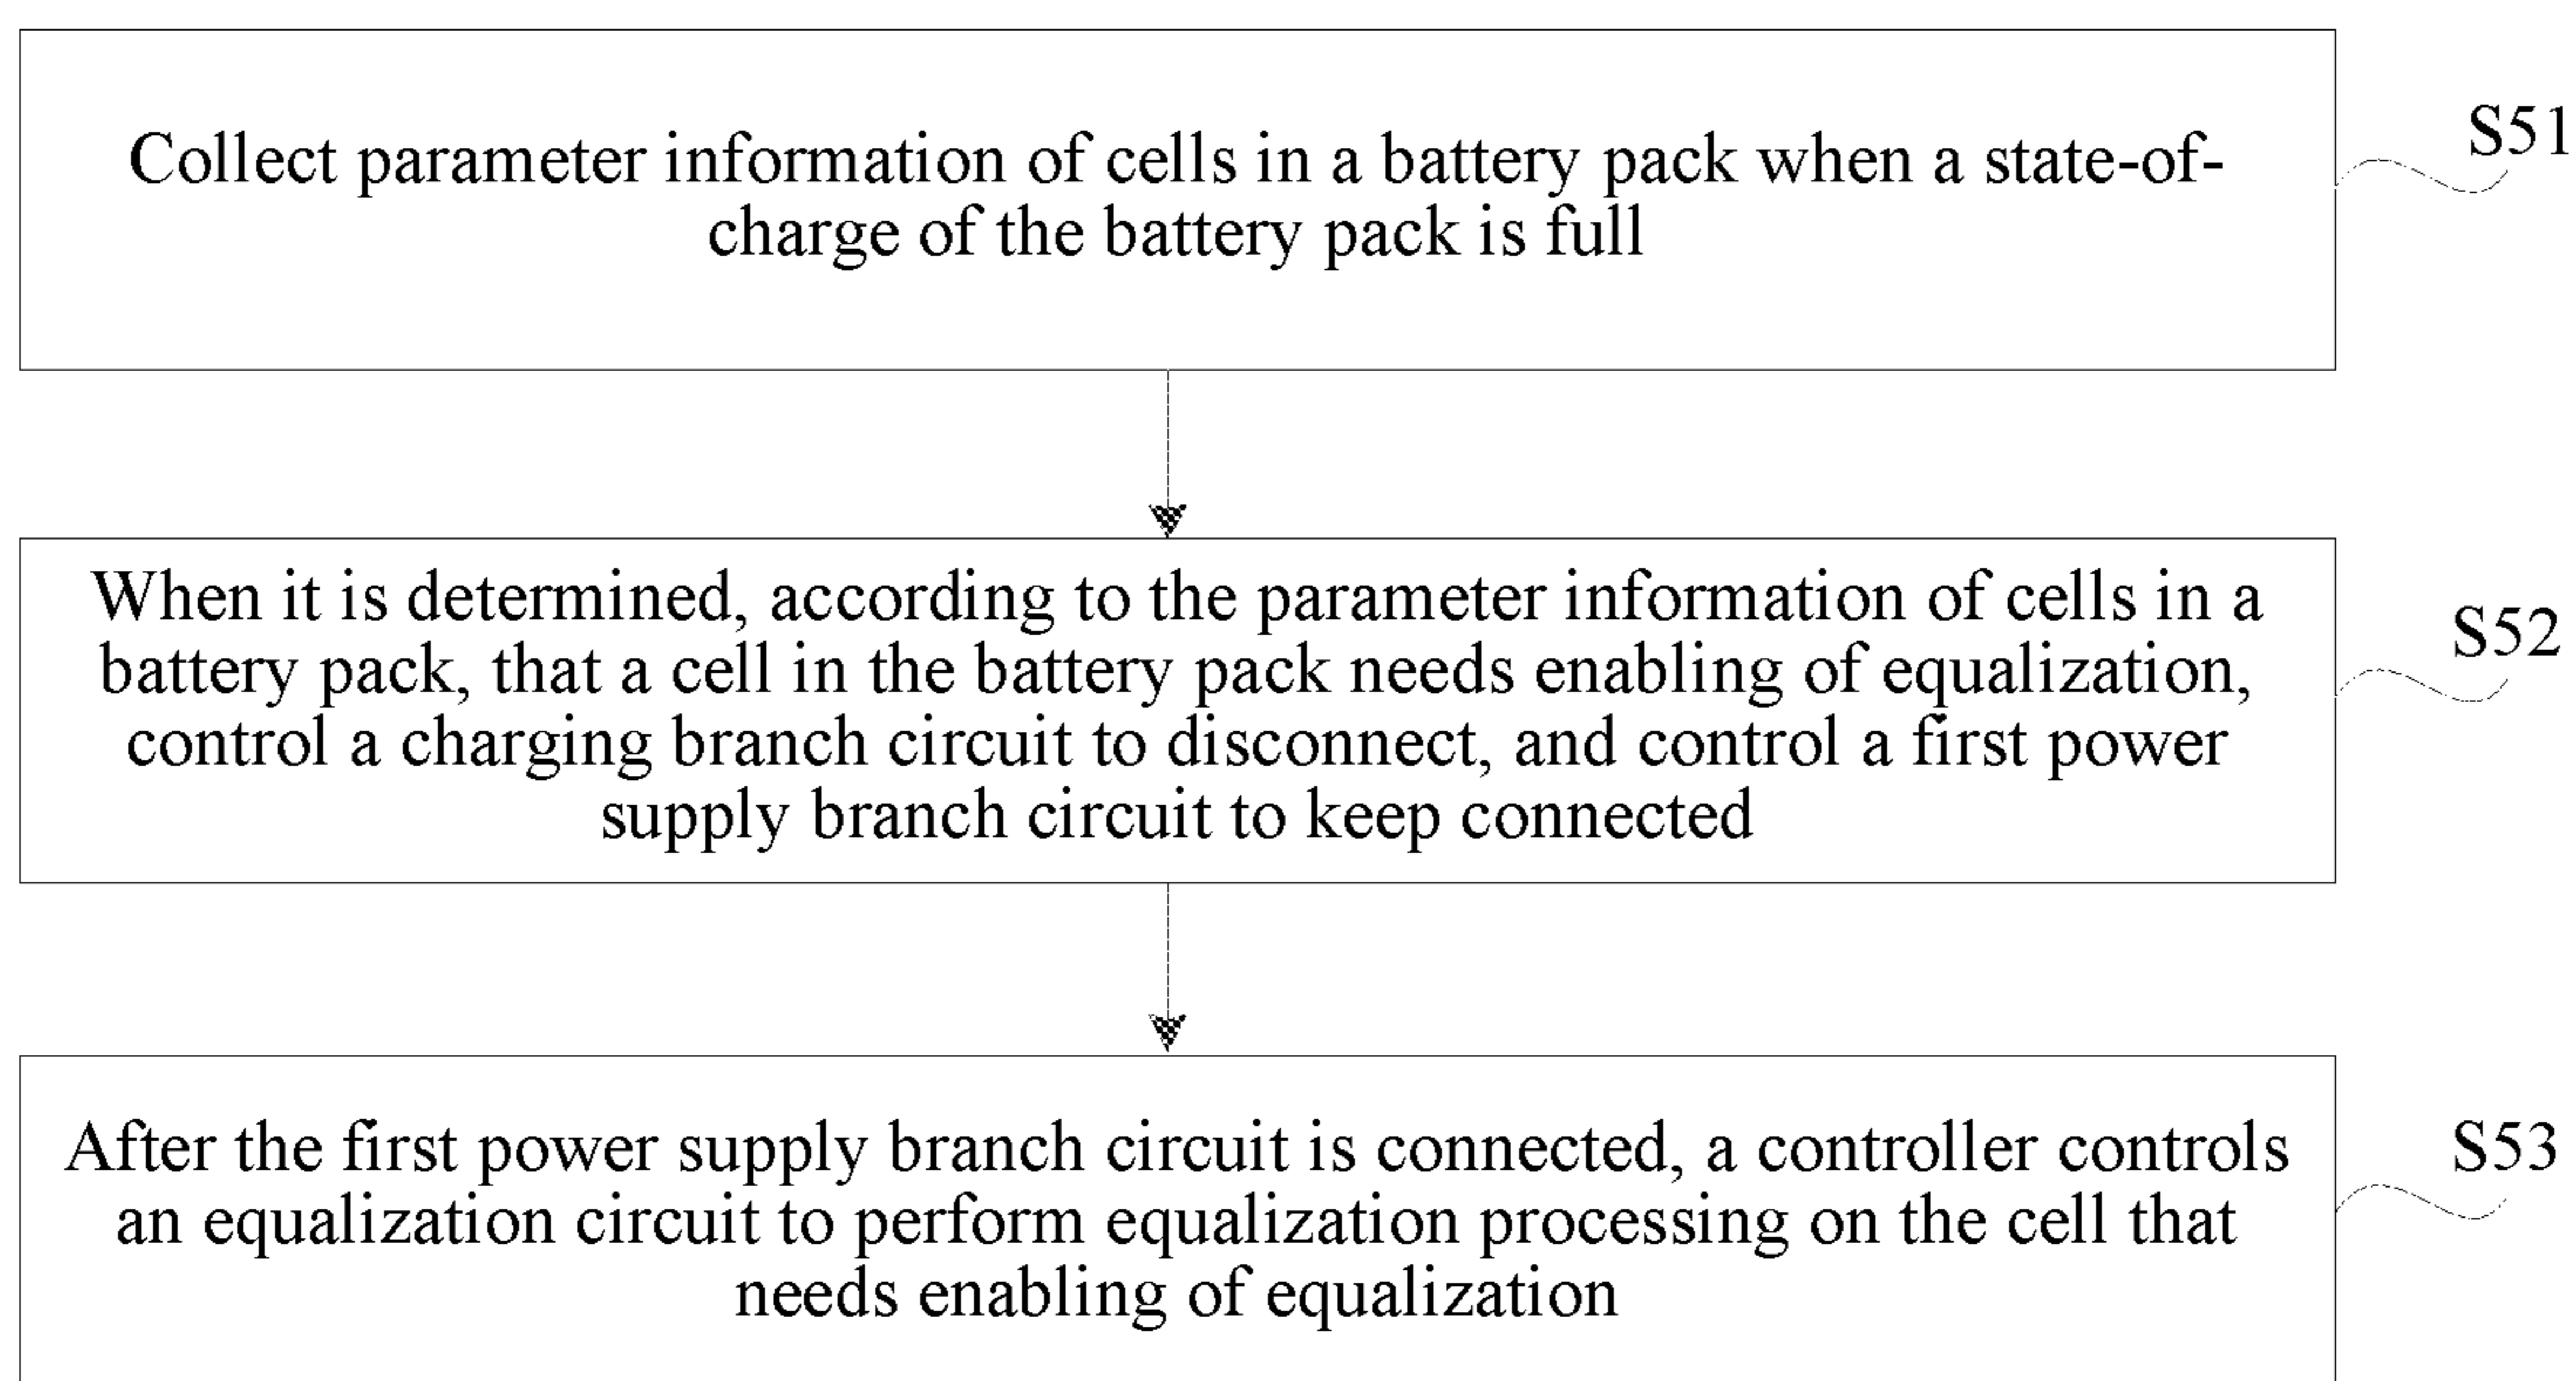 Collect parameter information of cells in a battery pack when a state-of-
charge of the battery pack is full
S51
When it is determined, according to the parameter information of cells in a
battery pack, that a cell in the battery pack needs enabling of equalization,
control a charging branch circuit to disconnect, and control a first power
supply branch circuit to keep connected
S52
After the first power supply branch circuit is connected, a controller controls
an equalization circuit to perform equalization processing on the cell that
needs enabling of equalization
S53